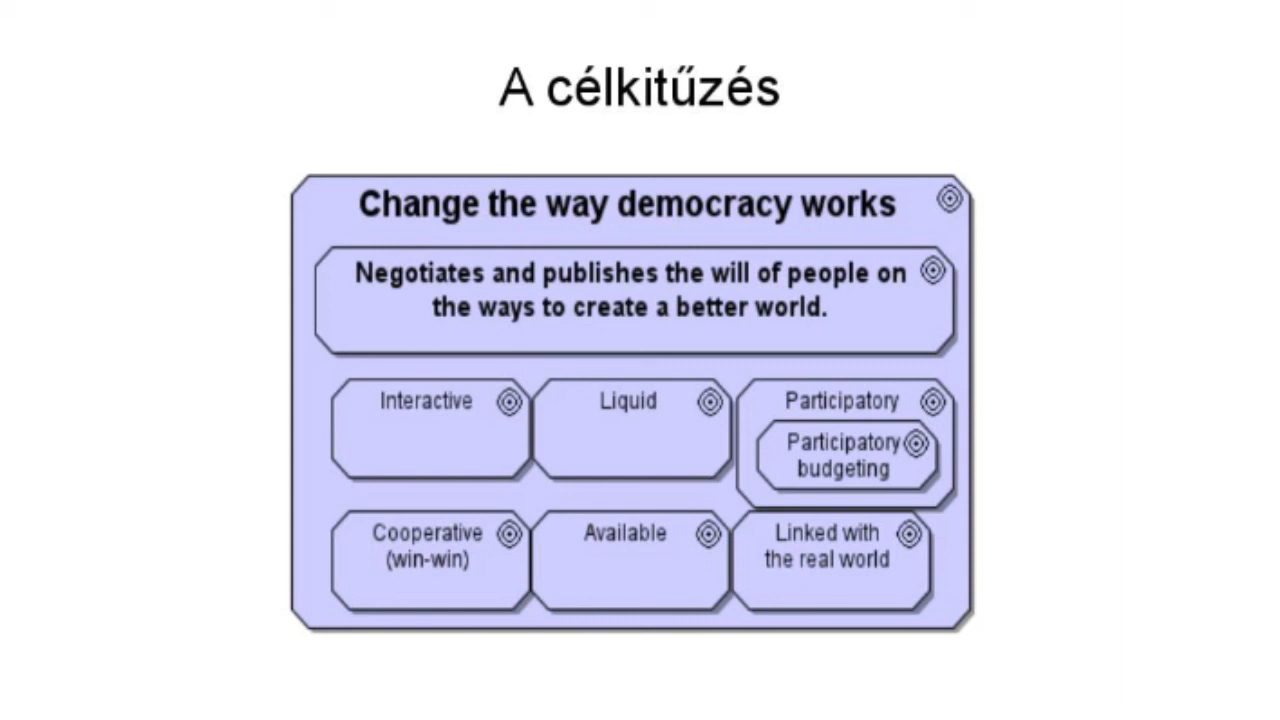 A célkitűzés
Change the way democracy works
Negotiates and publishes the will of people on
the ways to create a better world.
Interactive
Liquid
Participatory
Participatory
budgeting
Cooperative
(win-win)
Available
Linked with
the real world